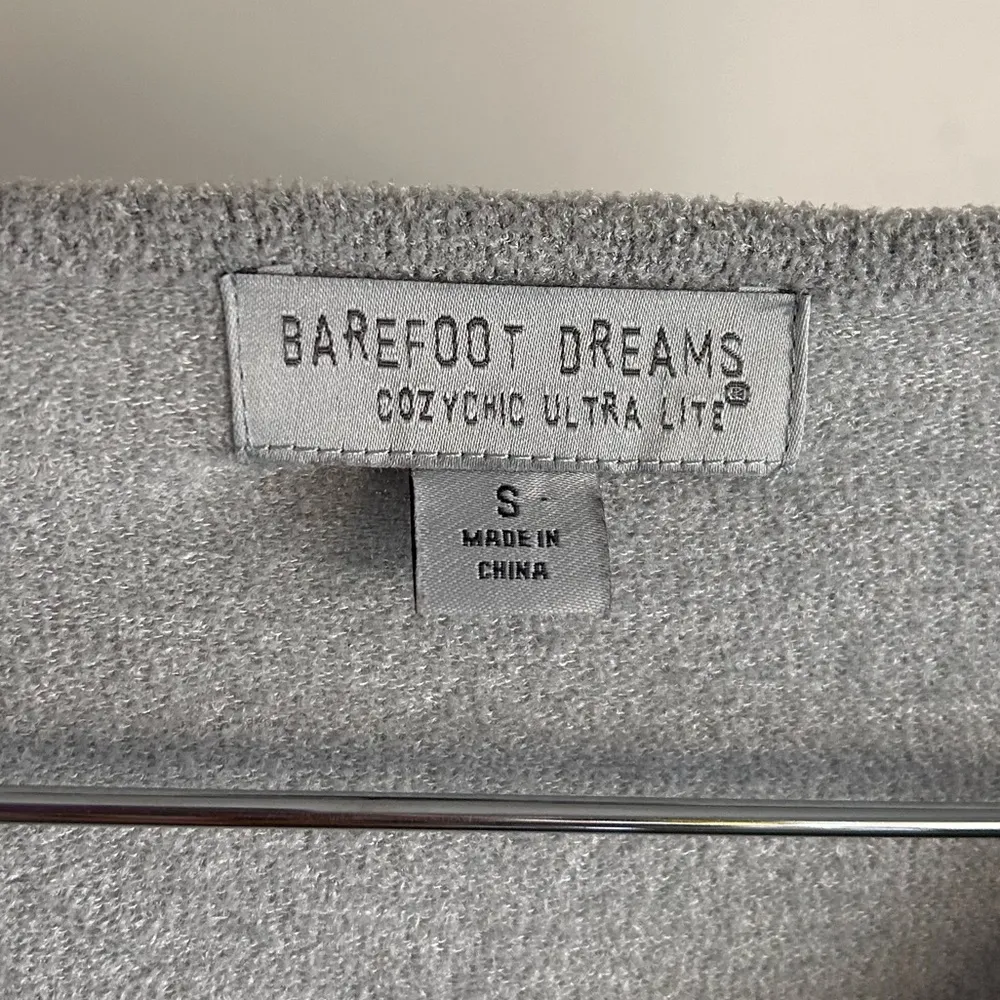 BAREFOOT DREAMS
COZYCHIC ULTRA LITE®
S
MADE IN
CHINA